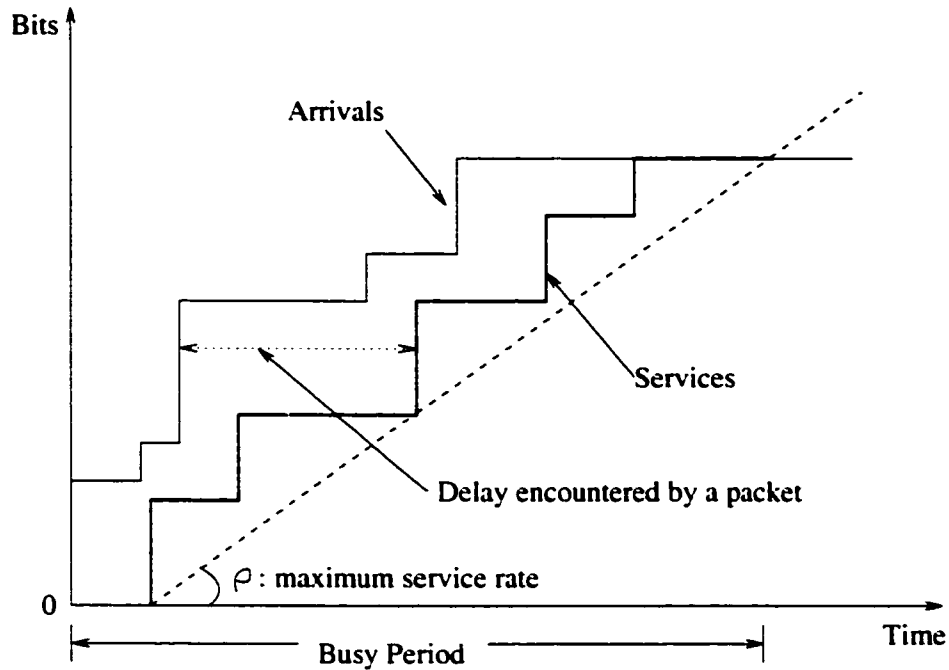 Bits
Arrivals
Services
Delay encountered by a packet
ρ : maximum service rate
0
Time
Busy Period